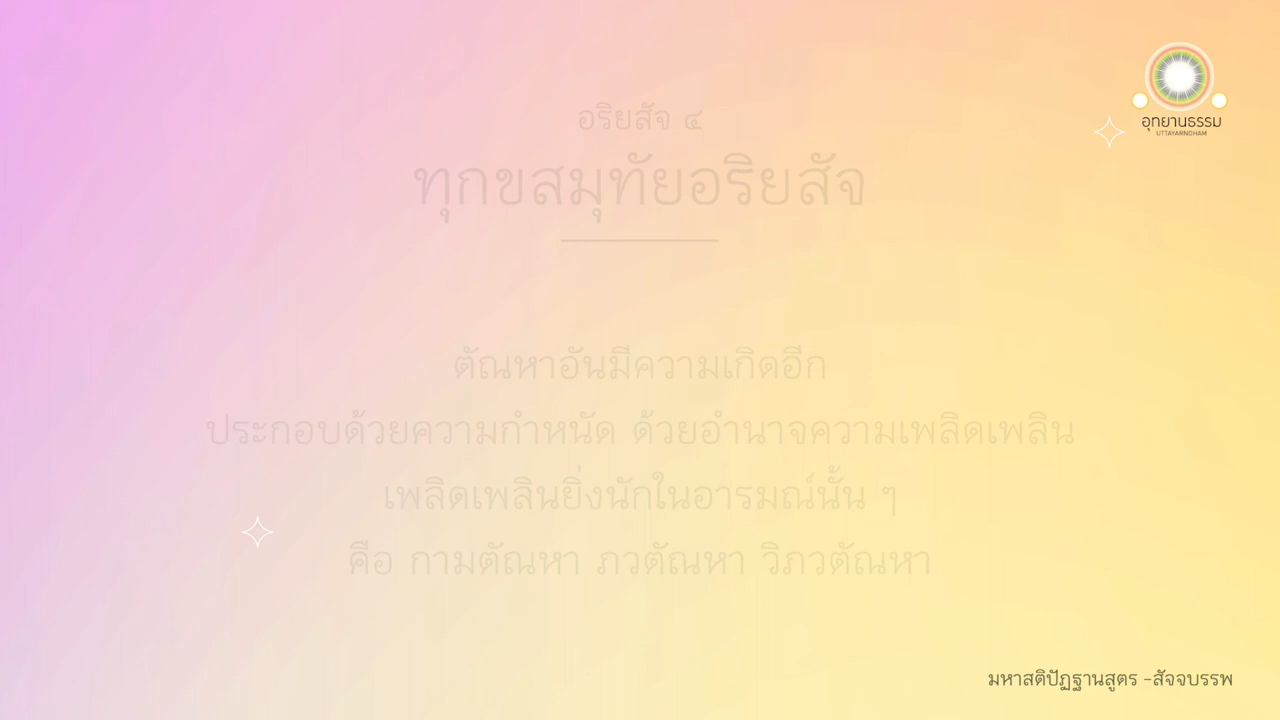 อุทยานธรรม
UTTAYARNDHAM
อริยสัจ ๔
ทุกขสมุทัยอริยสัจ
ตัณหาอันมีความเกิดอีก
ประกอบด้วยความกำหนัด ด้วยอำนาจความเพลิดเพลิน
เพลิดเพลินยิ่งนักในอารมณ์นั้น ๆ
คือ กามตัณหา ภวตัณหา วิภวตัณหา
มหาสติปัฏฐานสูตร -สัจจบรรพ